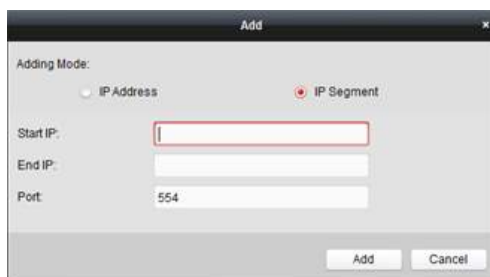 Add
Adding Mode:
IP Address IP Segment
Start IP:
End IP:
Port: 554
Add Cancel